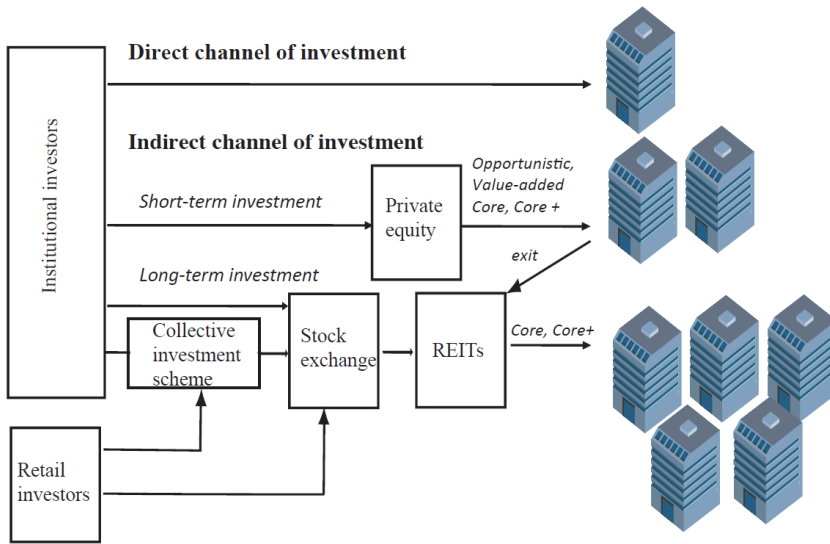 Direct channel of investment
Institutional investors
Indirect channel of investment
Opportunistic,
Value-added
Core, Core +
Short-term investment
Private
equity
exit
Long-term investment
Collective
investment
scheme
Stock
exchange
REITs
Core, Core+
Retail
investors